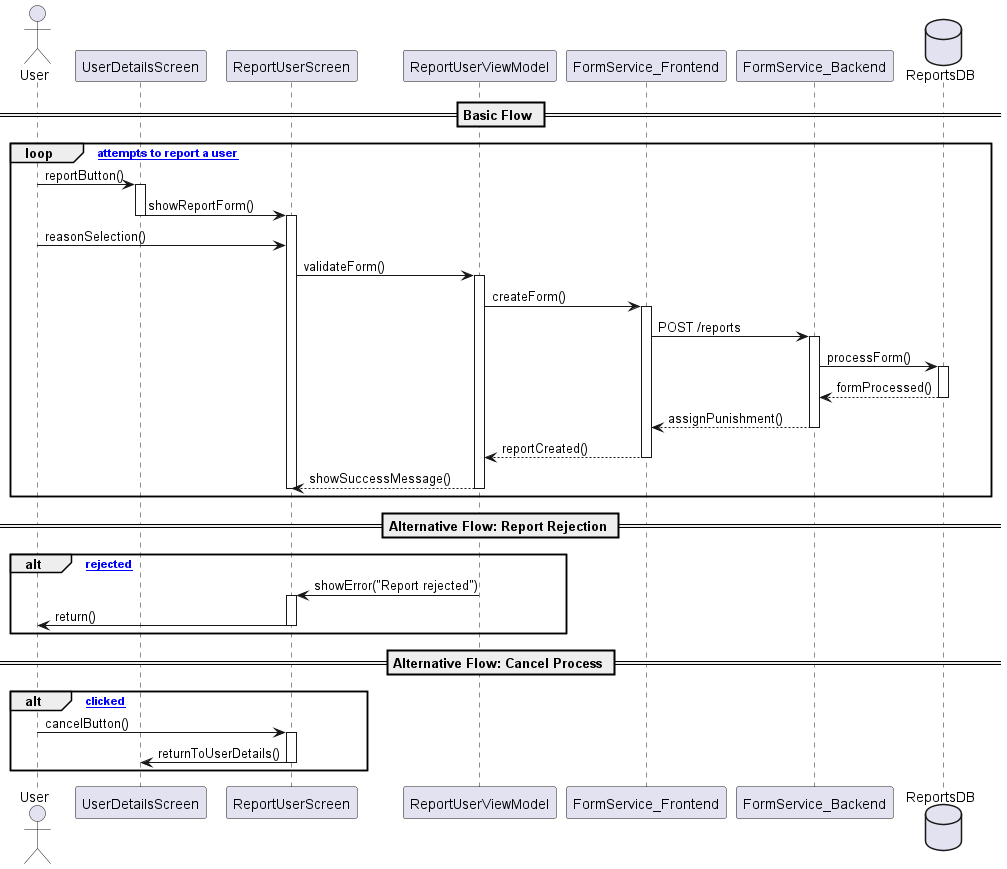 User
UserDetailsScreen
ReportUserScreen
ReportUserViewModel
FormService_Frontend
FormService_Backend
ReportsDB
Basic Flow
loop
attempts to report a user
reportButton()
showReportForm()
reasonSelection()
validateForm()
createForm()
POST /reports
processForm()
formProcessed()
assignPunishment()
reportCreated()
showSuccessMessage()
Alternative Flow: Report Rejection
alt
rejected
showError("Report rejected")
return()
Alternative Flow: Cancel Process
alt
clicked
cancelButton()
returnToUserDetails()
User
UserDetailsScreen
ReportUserScreen
ReportUserViewModel
FormService_Frontend
FormService_Backend
ReportsDB